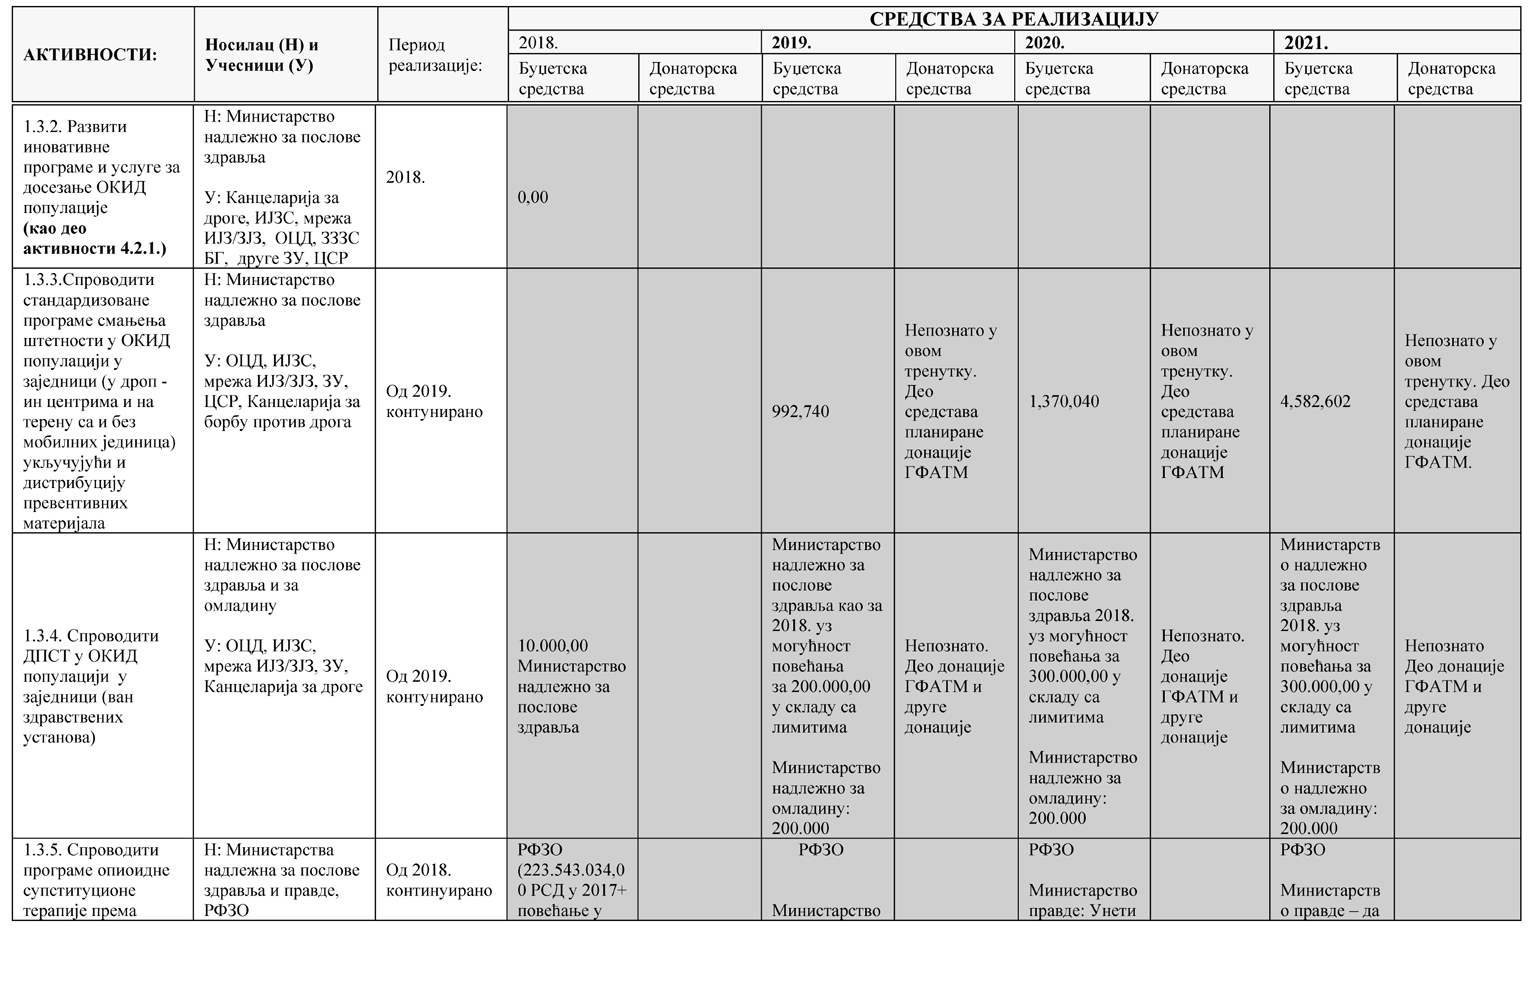 СРЕДСТВА ЗА РЕАЛИЗАЦИЈУ
АКТИВНОСТИ:
Носилац (Н) и
Учесници (У)
Период
реализације:
2018.
2019.
2020.
2021.
Буџетска
средства
Донаторска
средства
Буџетска
средства
Донаторска
средства
Буџетска
средства
Донаторска
средства
Буџетска
средства
Донаторска
средства
1.3.2. Развити
иновативне
програме и услуге за
досезање ОКИД
популације
(као део
активности 4.2.1.)
Н: Министарство
надлежно за послове
здравља
У: Канцеларија за
дроге, ИЈЗС, мрежа
ИЈЗ/ЗЈЗ, ОЦД, ЗЗЗС
БГ, друге ЗУ, ЦСР
2018.
0,00
1.3.3.Спроводити
стандардизоване
програме смањења
штетности у ОКИД
популацији у
заједници (у дроп -
ин центрима и на
терену са и без
мобилних јединица)
укључујући и
дистрибуцију
превентивних
материјала
Н: Министарство
надлежно за послове
здравља
У: ОЦД, ИЈЗС,
мрежа ИЈЗ/ЗЈЗ, ЗУ,
ЦСР, Канцеларија за
борбу против дрога
Од 2019.
контунирано
992,740
Непознато у
овом
тренутку.
Део
средстава
планиране
донације
ГФАТМ
1,370,040
Непознато у
овом
тренутку.
Део
средстава
планиране
донације
ГФАТМ
4,582,602
Непознато у
овом
тренутку. Део
средстава
планиране
донације
ГФАТМ.
1.3.4. Спроводити
ДПСТ у ОКИД
популацији у
заједници (ван
здравствених
установа)
Н: Министарство
надлежно за послове
здравља и за
омладину
У: ОЦД, ИЈЗС,
мрежа ИЈЗ/ЗЈЗ, ЗУ,
Канцеларија за дроге
Од 2019.
контунирано
10.000,00
Министарство
надлежно за
послове
здравља
Министарство
надлежно за
послове
здравља као за
2018. уз
могућност
повећања
за 200.000,00
у складу са
лимитима
Министарство
надлежно за
омладину:
200.000
Непознато.
Део донације
ГФАТМ и
друге
донације
Министарство
надлежно за
послове
здравља 2018.
уз могућност
повећања за
300.000,00 у
складу са
лимитима
Министарство
надлежно за
омладину:
200.000
Непознато.
Део
донације
ГФАТМ и
друге
донације
Министарств
о надлежно
за послове
здравља
2018. уз
могућност
повећања за
300.000,00 у
складу са
лимитима
Министарств
о надлежно
за омладину:
200.000
Непознато
Део донације
ГФАТМ и
друге
донације
1.3.5. Спроводити
програме опиоидне
супституционе
терапије према
Н: Министарства
надлежна за послове
здравља и правде,
РФЗО
Од 2018.
континуирано
РФЗО
(223.543.034,0
0 РСД у 2017+
повећање у
РФЗО
Министарство
РФЗО
Министарство
правде: Унети
РФЗО
Министарств
о правде – да